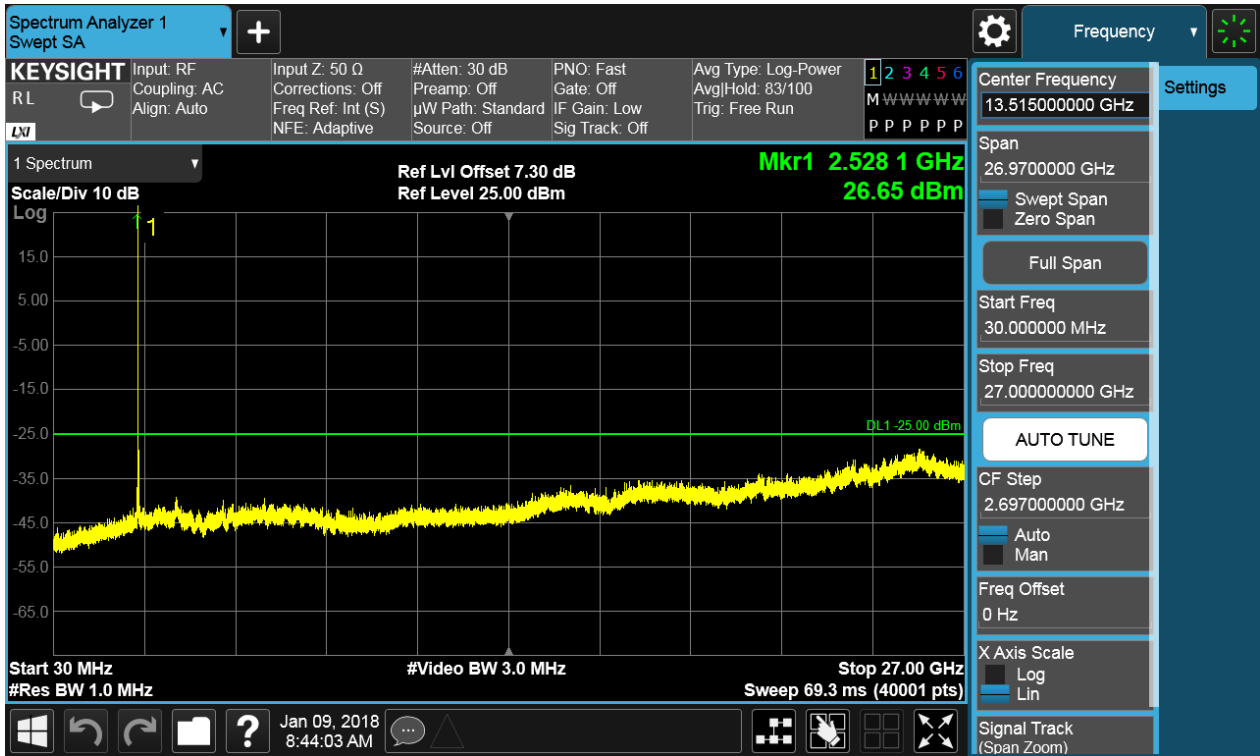 Spectrum Analyzer 1
Swept SA
+
Frequency
KEYSIGHT
R L
LXI
Input: RF
Coupling: AC
Align: Auto
Input Z: 50 Ω
Corrections: Off
Freq Ref: Int (S)
NFE: Adaptive
#Atten: 30 dB
Preamp: Off
µW Path: Standard
Source: Off
PNO: Fast
Gate: Off
IF Gain: Low
Sig Track: Off
Avg Type: Log-Power
Avg|Hold: 83/100
Trig: Free Run
1 2 3 4 5 6
M W W W W W
P P P P P P
1 Spectrum
Scale/Div 10 dB
Log
Ref Lvl Offset 7.30 dB
Ref Level 25.00 dBm
Mkr1 2.528 1 GHz
26.65 dBm
1
15.0
5.00
-5.00
-15.0
-25.0
-35.0
-45.0
-55.0
-65.0
DL1 -25.00 dBm
Start 30 MHz
#Res BW 1.0 MHz
#Video BW 3.0 MHz
Stop 27.00 GHz
Sweep 69.3 ms (40001 pts)
Center Frequency
13.515000000 GHz
Settings
Span
26.9700000 GHz
Swept Span
Zero Span
Full Span
Start Freq
30.000000 MHz
Stop Freq
27.000000000 GHz
AUTO TUNE
CF Step
2.697000000 GHz
Auto
Man
Freq Offset
0 Hz
X Axis Scale
Log
Lin
Signal Track
(Span Zoom)
?
Jan 09, 2018
8:44:03 AM